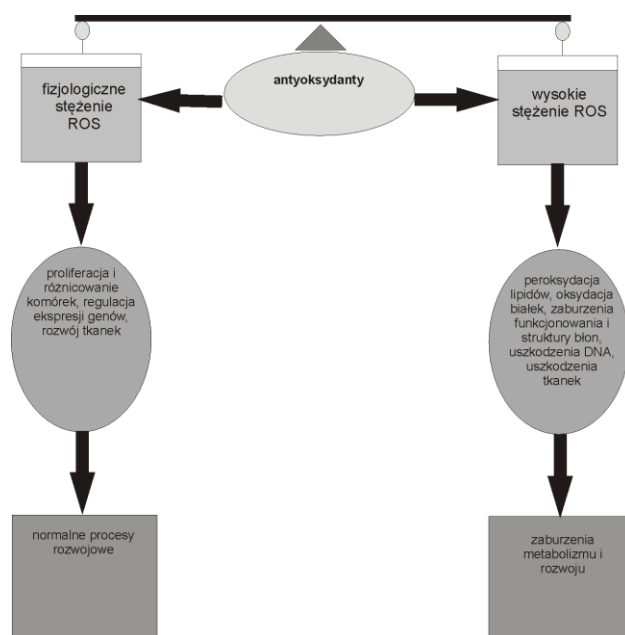 antyoksydanty
fizjologiczne
stężenie
ROS
wysokie
stężenie ROS
proliferacja i
różnicowanie
komórek, regulacja
ekspresji genów,
rozwój tkanek
peroksydacja
lipidów, oksydacja
białek, zaburzenia
funkcjonowania i
struktury błon,
uszkodzenia DNA,
uszkodzenia
tkanek
normalne procesy
rozwojowe
zaburzenia
metabolizmu i
rozwoju